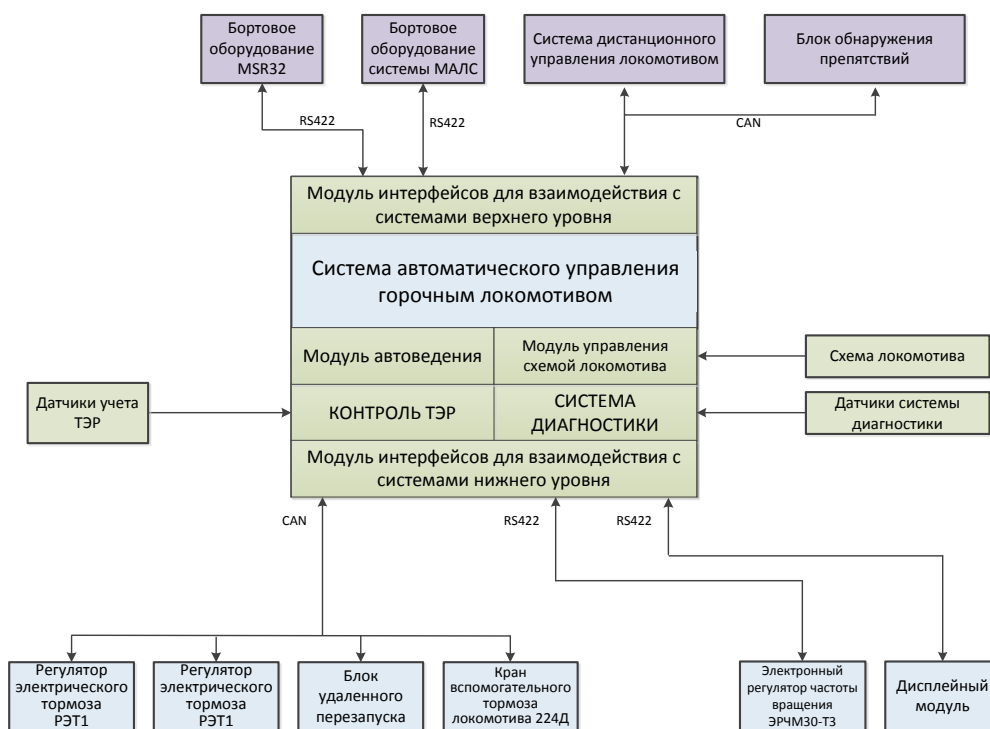 Бортовое
оборудование
MSR32
Бортовое
оборудование
системы МАЛС
Система дистанционного
управления локомотивом
Блок обнаружения
препятствий
RS422
RS422
CAN
Модуль интерфейсов для взаимодействия с
системами верхнего уровня
Система автоматического управления
горочным локомотивом
Модуль автоведения
Модуль управления
схемой локомотива
Схема локомотива
Датчики учета
ТЭР
КОНТРОЛЬ ТЭР
СИСТЕМА
ДИАГНОСТИКИ
Датчики системы
диагностики
Модуль интерфейсов для взаимодействия с
системами нижнего уровня
CAN
RS422
RS422
Регулятор
электрического
тормоза
РЭТ1
Регулятор
электрического
тормоза
РЭТ1
Блок
удаленного
перезапуска
Кран
вспомогательного
тормоза
локомотива 224Д
Электронный
регулятор частоты
вращения
ЭРЧМ30-Т3
Дисплейный
модуль